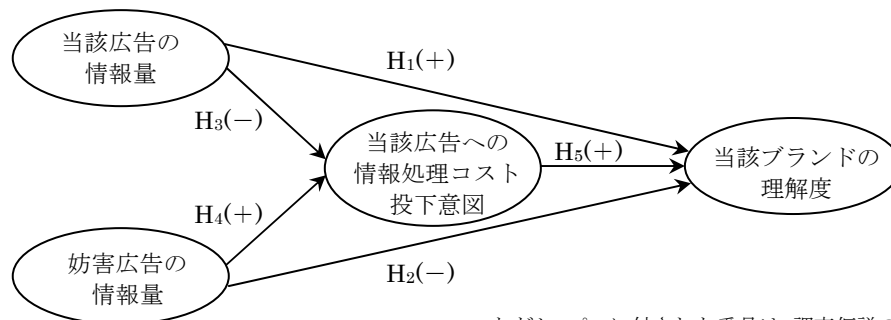 当該広告の
情報量
H₁(+)
H₃(−)
当該広告への
情報処理コスト
投下意図
H₅(+)
当該ブランドの
理解度
H₄(+)
妨害広告の
情報量
H₂(−)